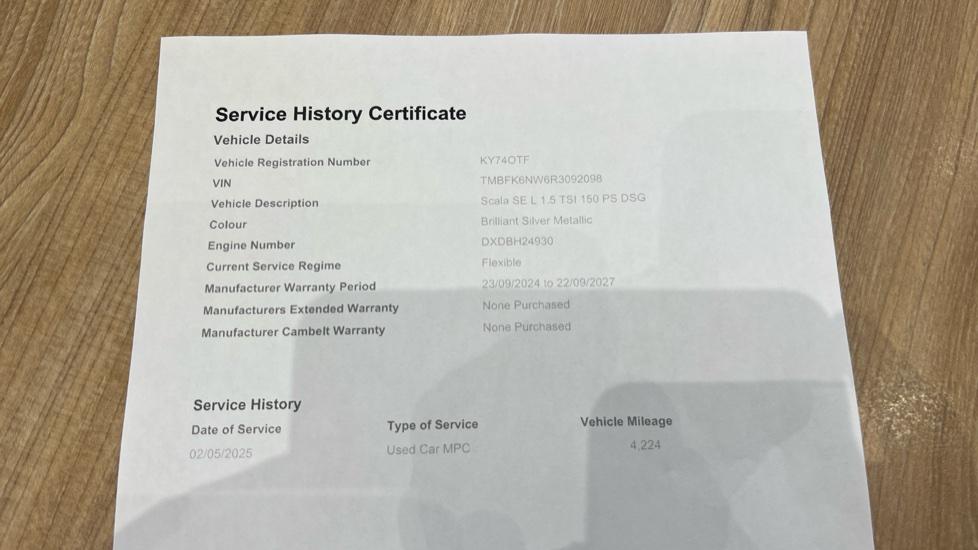 Service History Certificate
Vehicle Details
Vehicle Registration Number KY74OTF
VIN TMBFK6NW6R3092098
Vehicle Description Scala SE L 1.5 TSI 150 PS DSG
Colour Brilliant Silver Metallic
Engine Number DXDBH24930
Current Service Regime Flexible
Manufacturer Warranty Period 23/09/2024 to 22/09/2027
Manufacturers Extended Warranty None Purchased
Manufacturer Cambelt Warranty None Purchased
Service History
Date of Service Type of Service Vehicle Mileage
02/05/2025 Used Car MPC 4,224